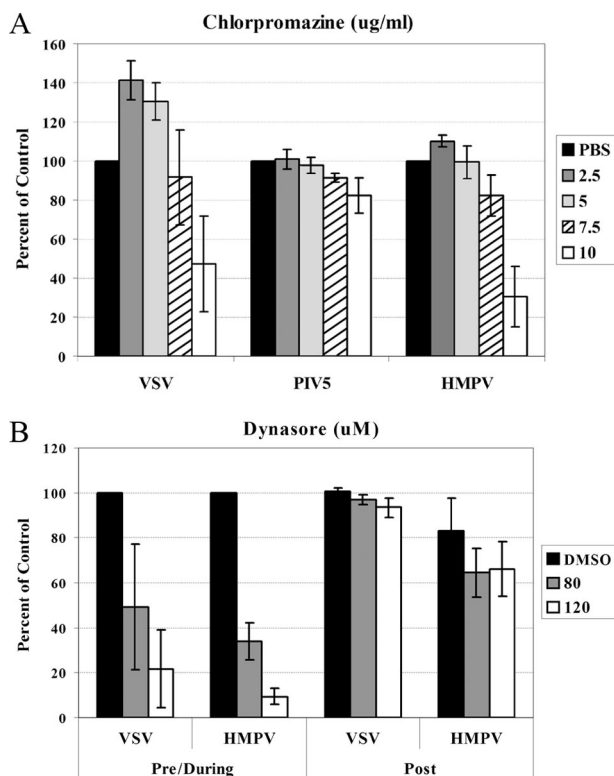 A
Chlorpromazine (ug/ml)
Percent of Control
160
140
120
100
80
60
40
20
0
VSV
PIV5
HMPV
PBS
2.5
5
7.5
10
B
Dynasore (uM)
Percent of Control
120
100
80
60
40
20
0
VSV
HMPV
VSV
HMPV
Pre/During
Post
DMSO
80
120